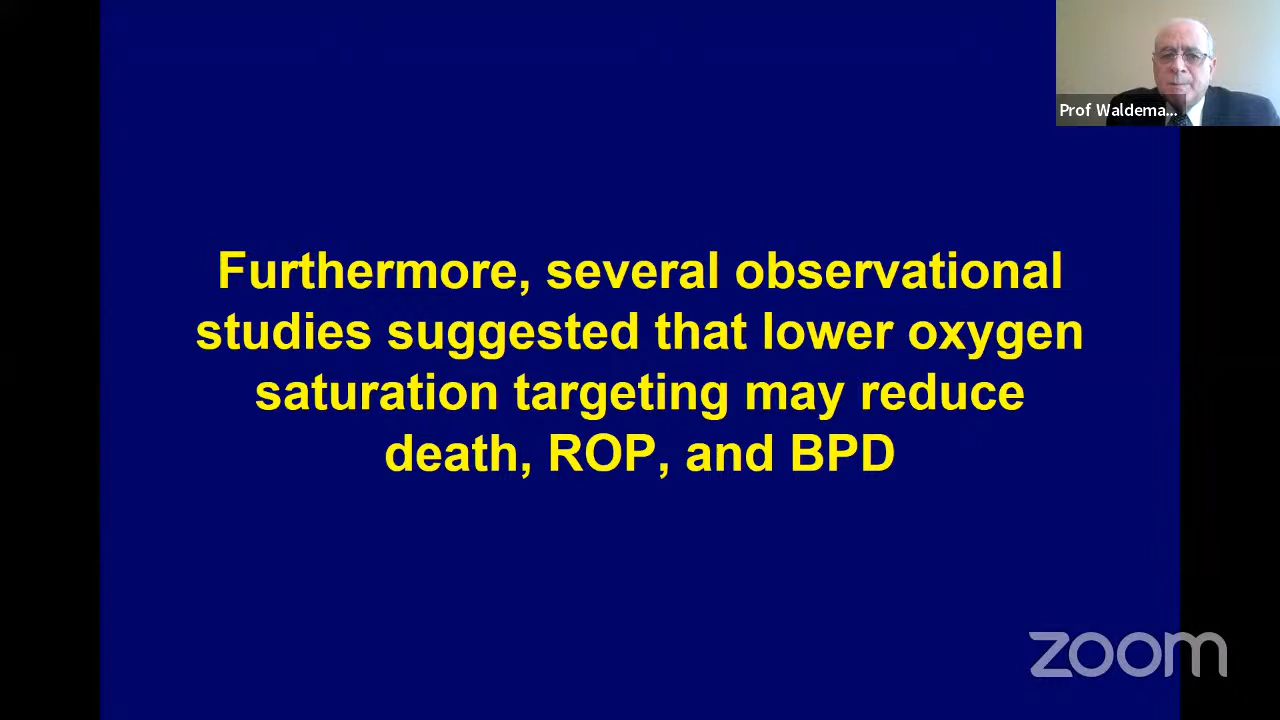 Prof Waldema...
Furthermore, several observational
studies suggested that lower oxygen
saturation targeting may reduce
death, ROP, and BPD
zoom